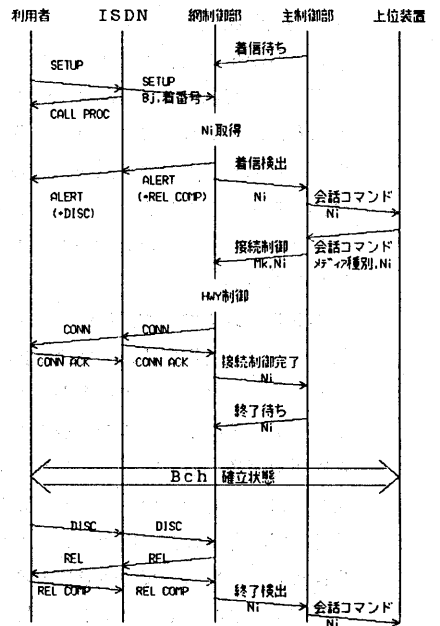 利用者 ISDN 網制御部 主制御部 上位装置
着信待ち
SETUP
SETUP
Bj,着番号
CALL PROC
Ni取得
着信検出
ALERT
(+DISC)
ALERT
(+REL COMP)
Ni
会話コマンド
Ni
接続制御
Mk,Ni
会話コマンド
メディア種別,Ni
HWY制御
CONN
CONN
CONN ACK
CONN ACK
接続制御完了
Ni
終了待ち
Ni
Bch 確立状態
DISC
DISC
REL
REL
REL COMP
REL COMP
終了検出
Ni
会話コマンド
Ni